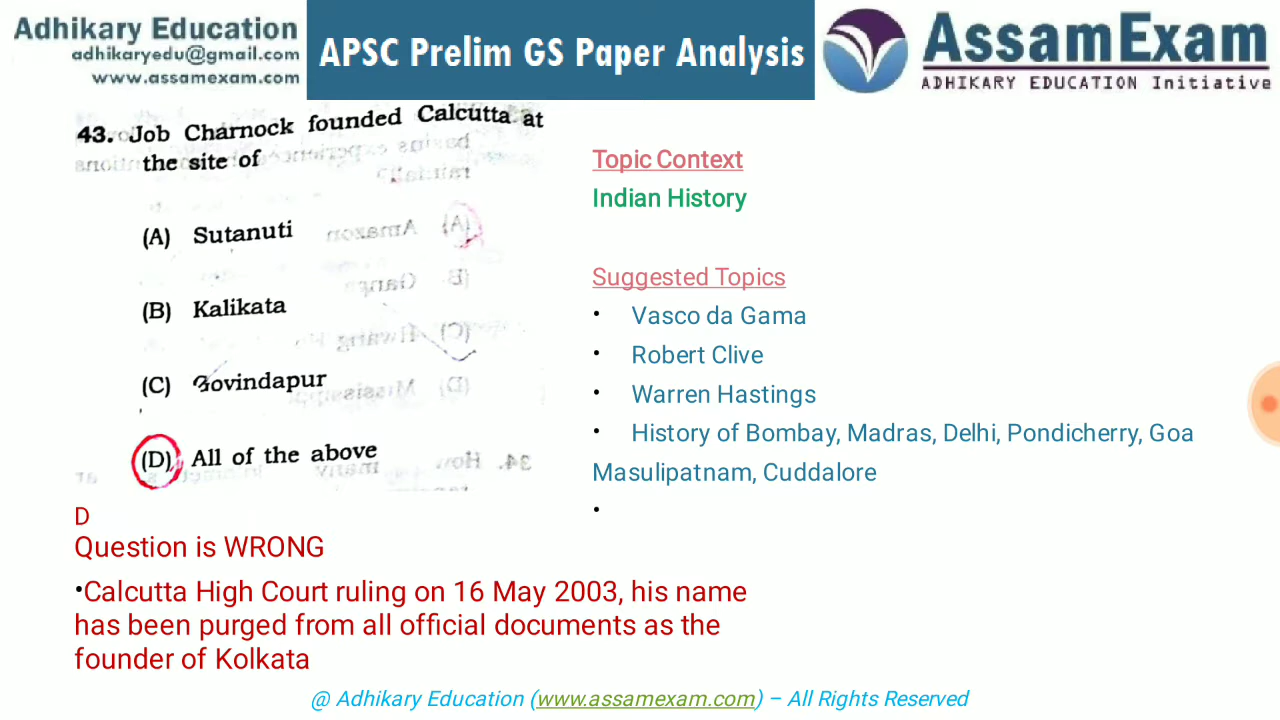 Adhikary Education
adhikaryedu@gmail.com
www.assamexam.com
APSC Prelim GS Paper Analysis
AssamExam
ADHIKARY EDUCATION Initiative
43. Job Charnock founded Calcutta at
the site of
(A) Sutanuti
(B) Kalikata
(C) Govindapur
(D) All of the above
D
Question is WRONG
•Calcutta High Court ruling on 16 May 2003, his name
has been purged from all official documents as the
founder of Kolkata
Topic Context
Indian History
Suggested Topics
• Vasco da Gama
• Robert Clive
• Warren Hastings
• History of Bombay, Madras, Delhi, Pondicherry, Goa
Masulipatnam, Cuddalore
•
@ Adhikary Education (www.assamexam.com) – All Rights Reserved